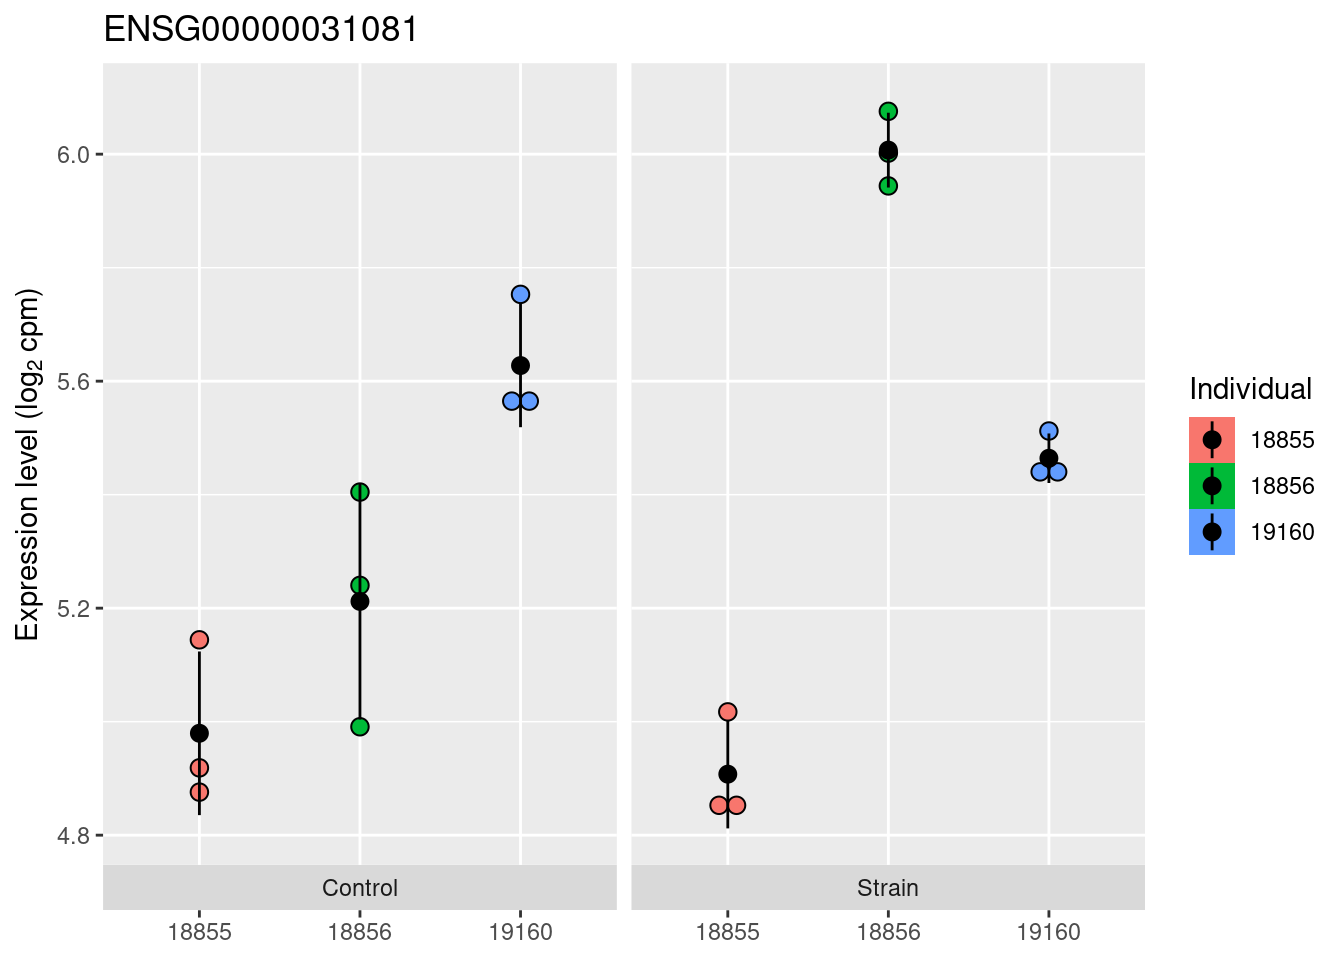 ENSG00000031081
Expression level (log₂ cpm)
6.0
5.6
5.2
4.8
Control
Strain
18855
18856
19160
18855
18856
19160
Individual
18855
18856
19160